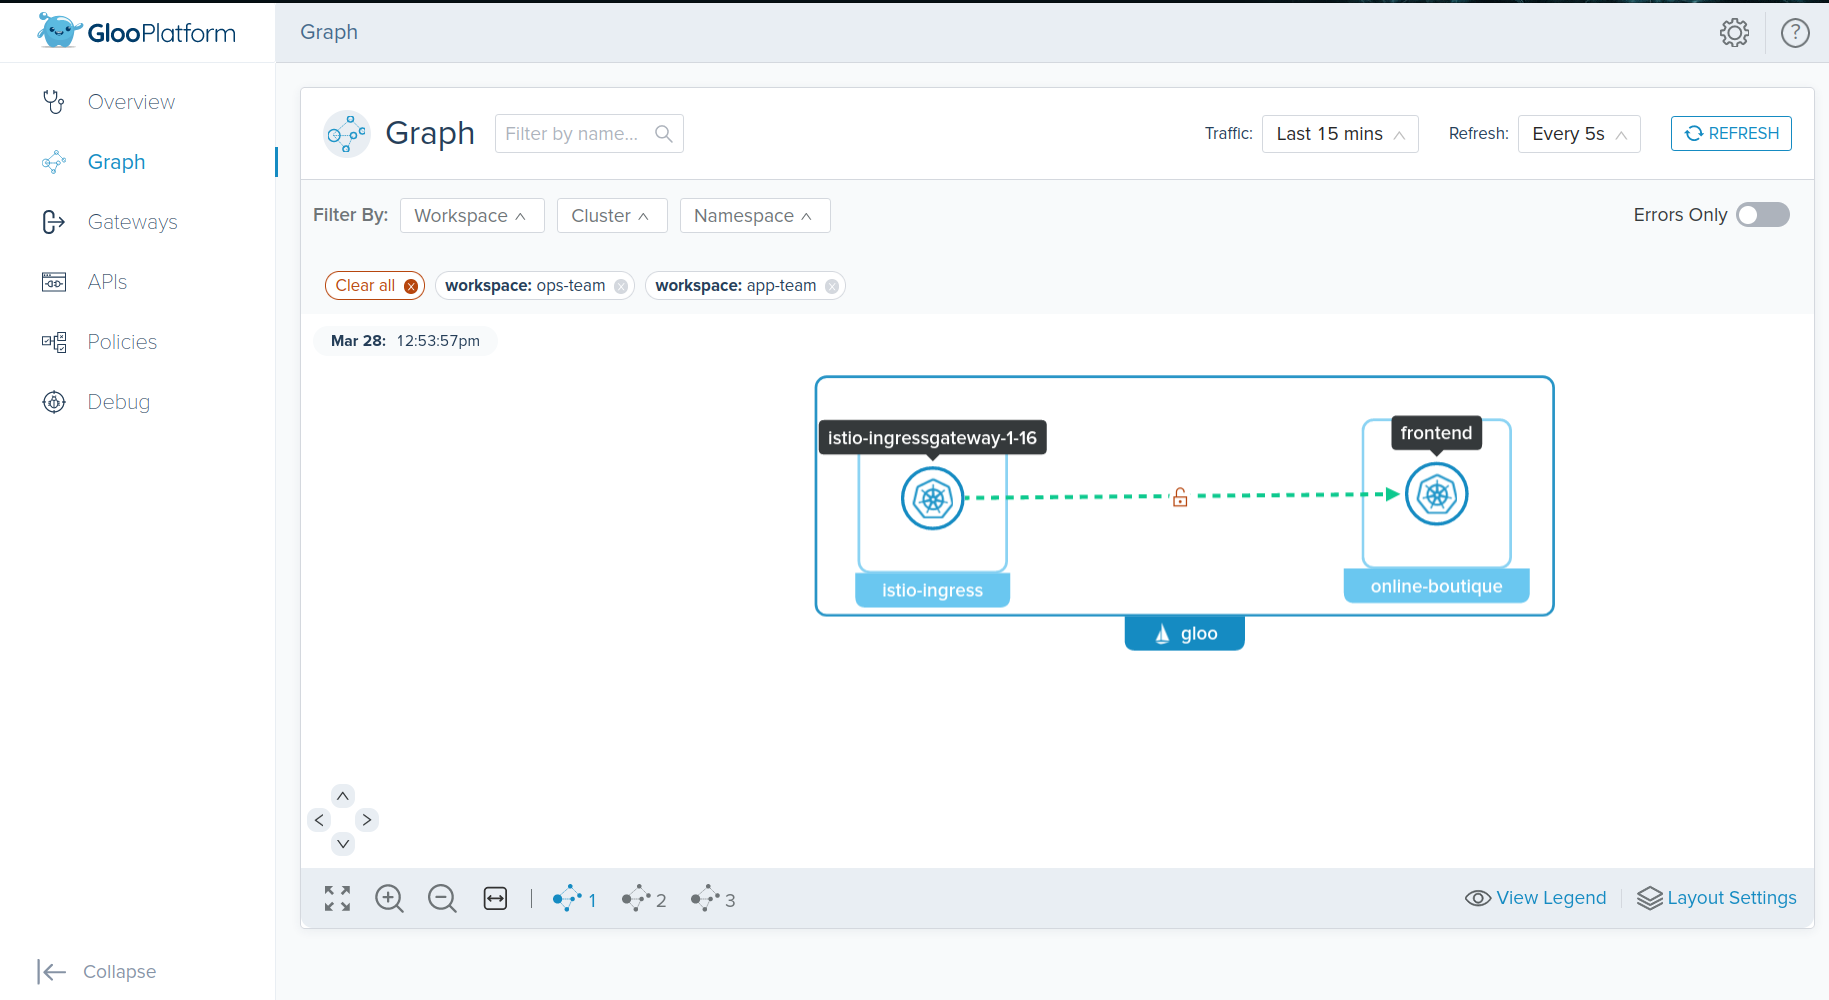 GlooPlatform
Graph
?
Overview
Graph
Gateways
APIs
Policies
Debug
Collapse
Graph
Filter by name...
Traffic:
Last 15 mins
Refresh:
Every 5s
REFRESH
Filter By:
Workspace
Cluster
Namespace
Errors Only
Clear all
workspace: ops-team
workspace: app-team
Mar 28: 12:53:57pm
istio-ingressgateway-1-16
frontend
istio-ingress
online-boutique
gloo
1
2
3
View Legend
Layout Settings